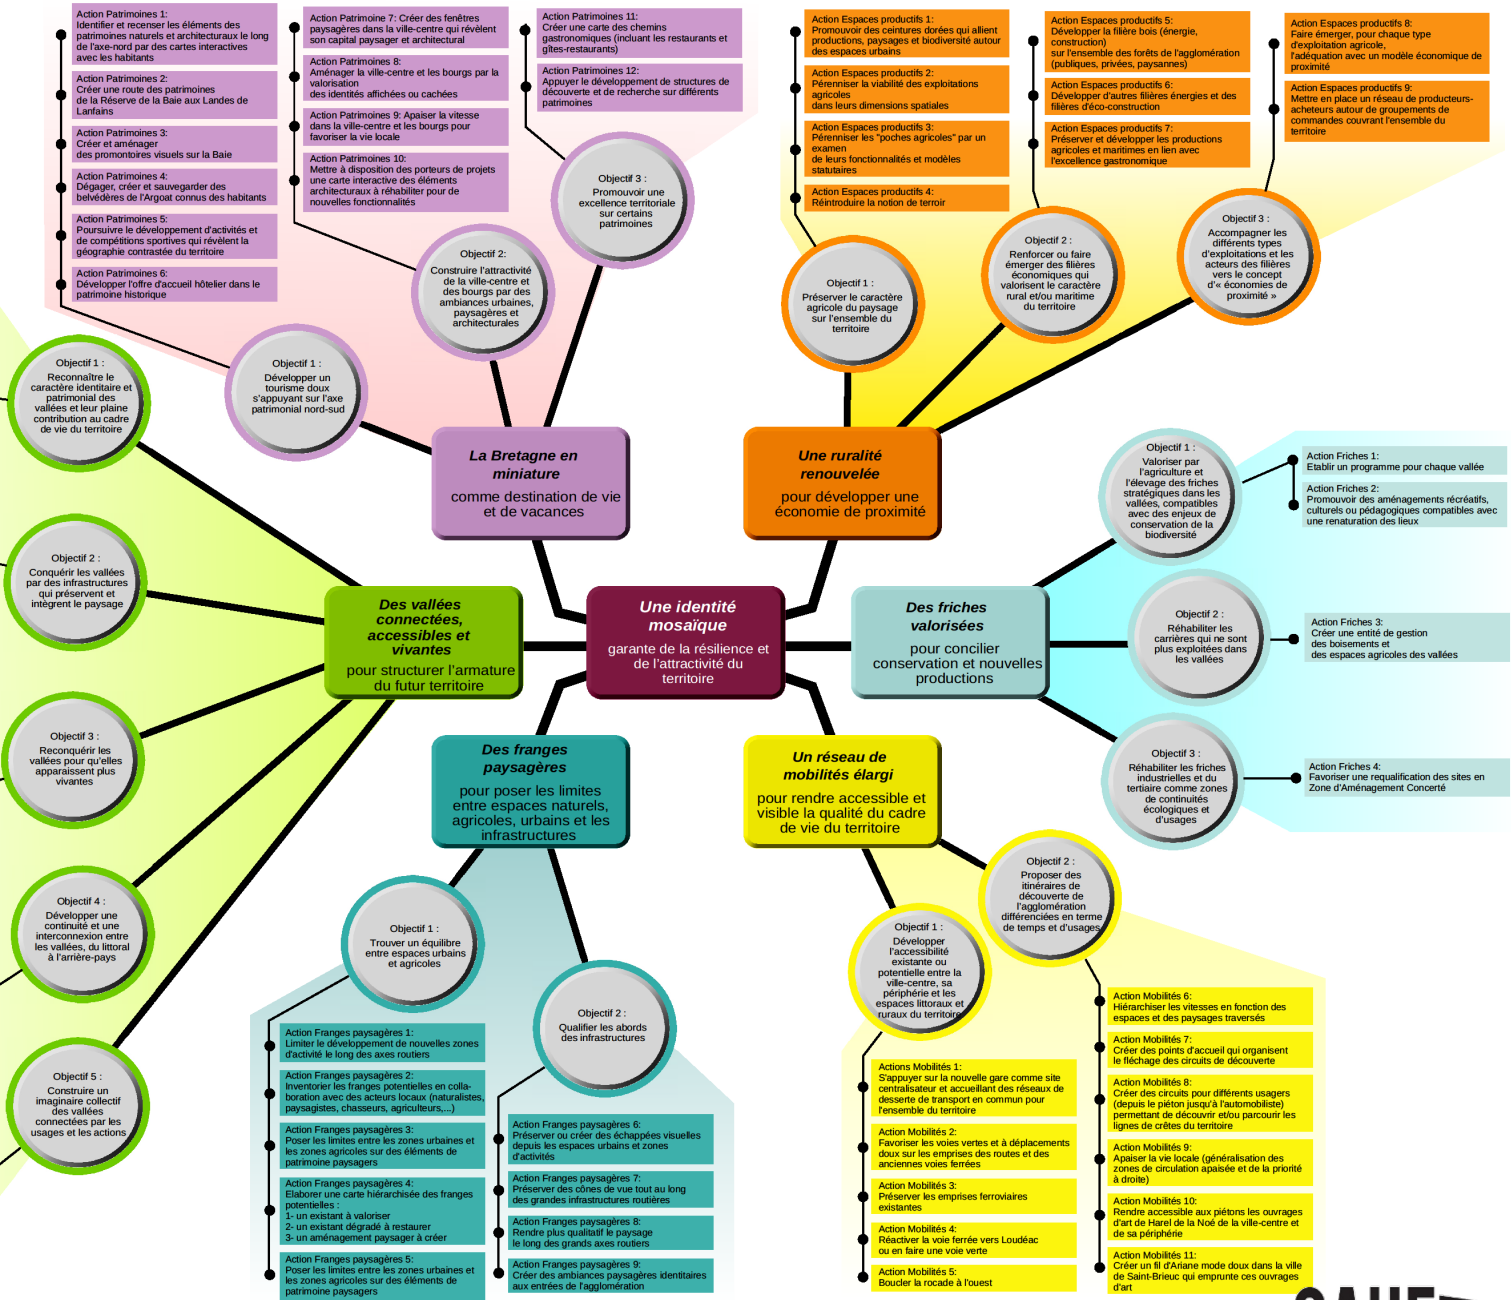 Action Patrimoines 1:
Identifier et recenser les éléments des
patrimoines naturels et architecturaux le long
de l'axe-nord par des cartes interactives
avec les habitants
Action Patrimoines 2:
Créer une route des patrimoines
de la Réserve de la Baie aux Landes de
Lanfains
Action Patrimoines 3:
Créer et aménager
des promontoires visuels sur la Baie
Action Patrimoines 4:
Dégager, créer et sauvegarder des
belvédères de l'Argoat connus des habitants
Action Patrimoines 5:
Poursuivre le développement d'activités et
de compétitions sportives qui révèlent la
géographie contrastée du territoire
Action Patrimoines 6:
Développer l'offre d'accueil hôtelier dans le
patrimoine historique
Action Patrimoine 7: Créer des fenêtres
paysagères dans la ville-centre qui révèlent
son capital paysager et architectural
Action Patrimoines 8:
Aménager la ville-centre et les bourgs par la
valorisation
des identités affichées ou cachées
Action Patrimoines 9: Apaiser la vitesse
dans la ville-centre et les bourgs pour
favoriser la vie locale
Action Patrimoines 10:
Mettre à disposition des porteurs de projets
une carte interactive des éléments
architecturaux à réhabiliter pour de
nouvelles fonctionnalités
Action Patrimoines 11:
Créer une carte des chemins
gastronomiques (incluant les restaurants et
gîtes-restaurants)
Action Patrimoines 12:
Appuyer le développement de structures de
découverte et de recherche sur différents
patrimoines
Objectif 1 :
Développer un
tourisme doux
s'appuyant sur l'axe
patrimonial nord-sud
Objectif 2:
Construire l'attractivité
de la ville-centre et
des bourgs par des
ambiances urbaines,
paysagères et
architecturales
Objectif 3 :
Promouvoir une
excellence territoriale
sur certains
patrimoines
La Bretagne en
miniature
comme destination de vie
et de vacances
Action Espaces productifs 1:
Promouvoir des ceintures dorées qui allient
productions, paysages et biodiversité autour
des espaces urbains
Action Espaces productifs 2:
Pérenniser la viabilité des exploitations
agricoles
dans leurs dimensions spatiales
Action Espaces productifs 3:
Pérenniser les "poches agricoles" par un
examen
de leurs fonctionnalités et modèles
statutaires
Action Espaces productifs 4:
Réintroduire la notion de terroir
Action Espaces productifs 5:
Développer la filière bois (énergie,
construction)
sur l'ensemble des forêts de l'agglomération
(publiques, privées, paysannes)
Action Espaces productifs 6:
Développer d'autres filières énergies et des
filières d'éco-construction
Action Espaces productifs 7:
Préserver et développer les productions
agricoles et maritimes en lien avec
l'excellence gastronomique
Action Espaces productifs 8:
Faire émerger, pour chaque type
d'exploitation agricole,
l'adéquation avec un modèle économique de
proximité
Action Espaces productifs 9:
Mettre en place un réseau de producteurs-
acheteurs autour de groupements de
commandes couvrant l'ensemble du
territoire
Objectif 1 :
Préserver le caractère
agricole du paysage
sur l'ensemble du
territoire
Objectif 2 :
Renforcer ou faire
émerger des filières
économiques qui
valorisent le caractère
rural et/ou maritime
du territoire
Objectif 3 :
Accompagner les
différents types
d'exploitations et les
acteurs des filières
vers le concept
d'« économies de
proximité »
Une ruralité
renouvelée
pour développer une
économie de proximité
Objectif 1 :
Reconnaître le
caractère identitaire et
patrimonial des
vallées et leur pleine
contribution au cadre
de vie du territoire
Objectif 2 :
Conquérir les vallées
par des infrastructures
qui préservent et
intègrent le paysage
Objectif 3 :
Reconquérir les
vallées pour qu'elles
apparaissent plus
vivantes
Objectif 4 :
Développer une
continuité et une
interconnexion entre
les vallées, du littoral
à l'arrière-pays
Objectif 5 :
Construire un
imaginaire collectif
des vallées
connectées par les
usages et les actions
Des vallées
connectées,
accessibles et
vivantes
pour structurer l'armature
du futur territoire
Une identité
mosaïque
garante de la résilience et
de l'attractivité du
territoire
Des friches
valorisées
pour concilier
conservation et nouvelles
productions
Objectif 1 :
Valoriser par
l'agriculture et
l'élevage des friches
stratégiques dans les
vallées, compatibles
avec des enjeux de
conservation de la
biodiversité
Objectif 2 :
Réhabiliter les
carrières qui ne sont
plus exploitées dans
les vallées
Objectif 3 :
Réhabiliter les friches
industrielles et du
tertiaire comme zones
de continuités
écologiques et
d'usages
Action Friches 1:
Etablir un programme pour chaque vallée
Action Friches 2:
Promouvoir des aménagements récréatifs,
culturels ou pédagogiques compatibles avec
une renaturation des lieux
Action Friches 3:
Créer une entité de gestion
des boisements et
des espaces agricoles des vallées
Action Friches 4:
Favoriser une requalification des sites en
Zone d'Aménagement Concerté
Des franges
paysagères
pour poser les limites
entre espaces naturels,
agricoles, urbains et les
infrastructures
Objectif 1 :
Trouver un équilibre
entre espaces urbains
et agricoles
Objectif 2 :
Qualifier les abords
des infrastructures
Action Franges paysagères 1:
Limiter le développement de nouvelles zones
d'activité le long des axes routiers
Action Franges paysagères 2:
Inventorier les franges potentielles en colla-
boration avec des acteurs locaux (naturalistes,
paysagistes, chasseurs, agriculteurs,...)
Action Franges paysagères 3:
Poser les limites entre les zones urbaines et
les zones agricoles sur des éléments de
patrimoine paysagers
Action Franges paysagères 4:
Elaborer une carte hiérarchisée des franges
potentielles :
1- un existant à valoriser
2- un existant dégradé à restaurer
3- un aménagement paysager à créer
Action Franges paysagères 5:
Poser les limites entre les zones urbaines et
les zones agricoles sur des éléments de
patrimoine paysagers
Action Franges paysagères 6:
Préserver ou créer des échappées visuelles
depuis les espaces urbains et zones
d'activités
Action Franges paysagères 7:
Préserver des cônes de vue tout au long
des grandes infrastructures routières
Action Franges paysagères 8:
Rendre plus qualitatif le paysage
le long des grands axes routiers
Action Franges paysagères 9:
Créer des ambiances paysagères identitaires
aux entrées de l'agglomération
Un réseau de
mobilités élargi
pour rendre accessible et
visible la qualité du cadre
de vie du territoire
Objectif 1 :
Développer
l'accessibilité
existante ou
potentielle entre la
ville-centre, sa
périphérie et les
espaces littoraux et
ruraux du territoire
Objectif 2 :
Proposer des
itinéraires de
découverte de
l'agglomération
différenciées en terme
de temps et d'usages
Actions Mobilités 1:
S'appuyer sur la nouvelle gare comme site
centralisateur et accueillant des réseaux de
desserte de transport en commun pour
l'ensemble du territoire
Action Mobilités 2:
Favoriser les voies vertes et à déplacements
doux sur les emprises des routes et des
anciennes voies ferrées
Action Mobilités 3:
Préserver les emprises ferroviaires
existantes
Action Mobilités 4:
Réactiver la voie ferrée vers Loudéac
ou en faire une voie verte
Action Mobilités 5:
Boucler la rocade à l'ouest
Action Mobilités 6:
Hiérarchiser les vitesses en fonction des
espaces et des paysages traversés
Action Mobilités 7:
Créer des points d'accueil qui organisent
le fléchage des circuits de découverte
Action Mobilités 8:
Créer des circuits pour différents usagers
(depuis le piéton jusqu'à l'automobiliste)
permettant de découvrir et/ou parcourir les
lignes de crêtes du territoire
Action Mobilités 9:
Apaiser la vie locale (généralisation des
zones de circulation apaisée et de la priorité
à droite)
Action Mobilités 10:
Rendre accessible aux piétons les ouvrages
d'art de Harel de la Noé de la ville-centre et
de sa périphérie
Action Mobilités 11:
Créer un fil d'Ariane mode doux dans la ville
de Saint-Brieuc qui emprunte ces ouvrages
d'art